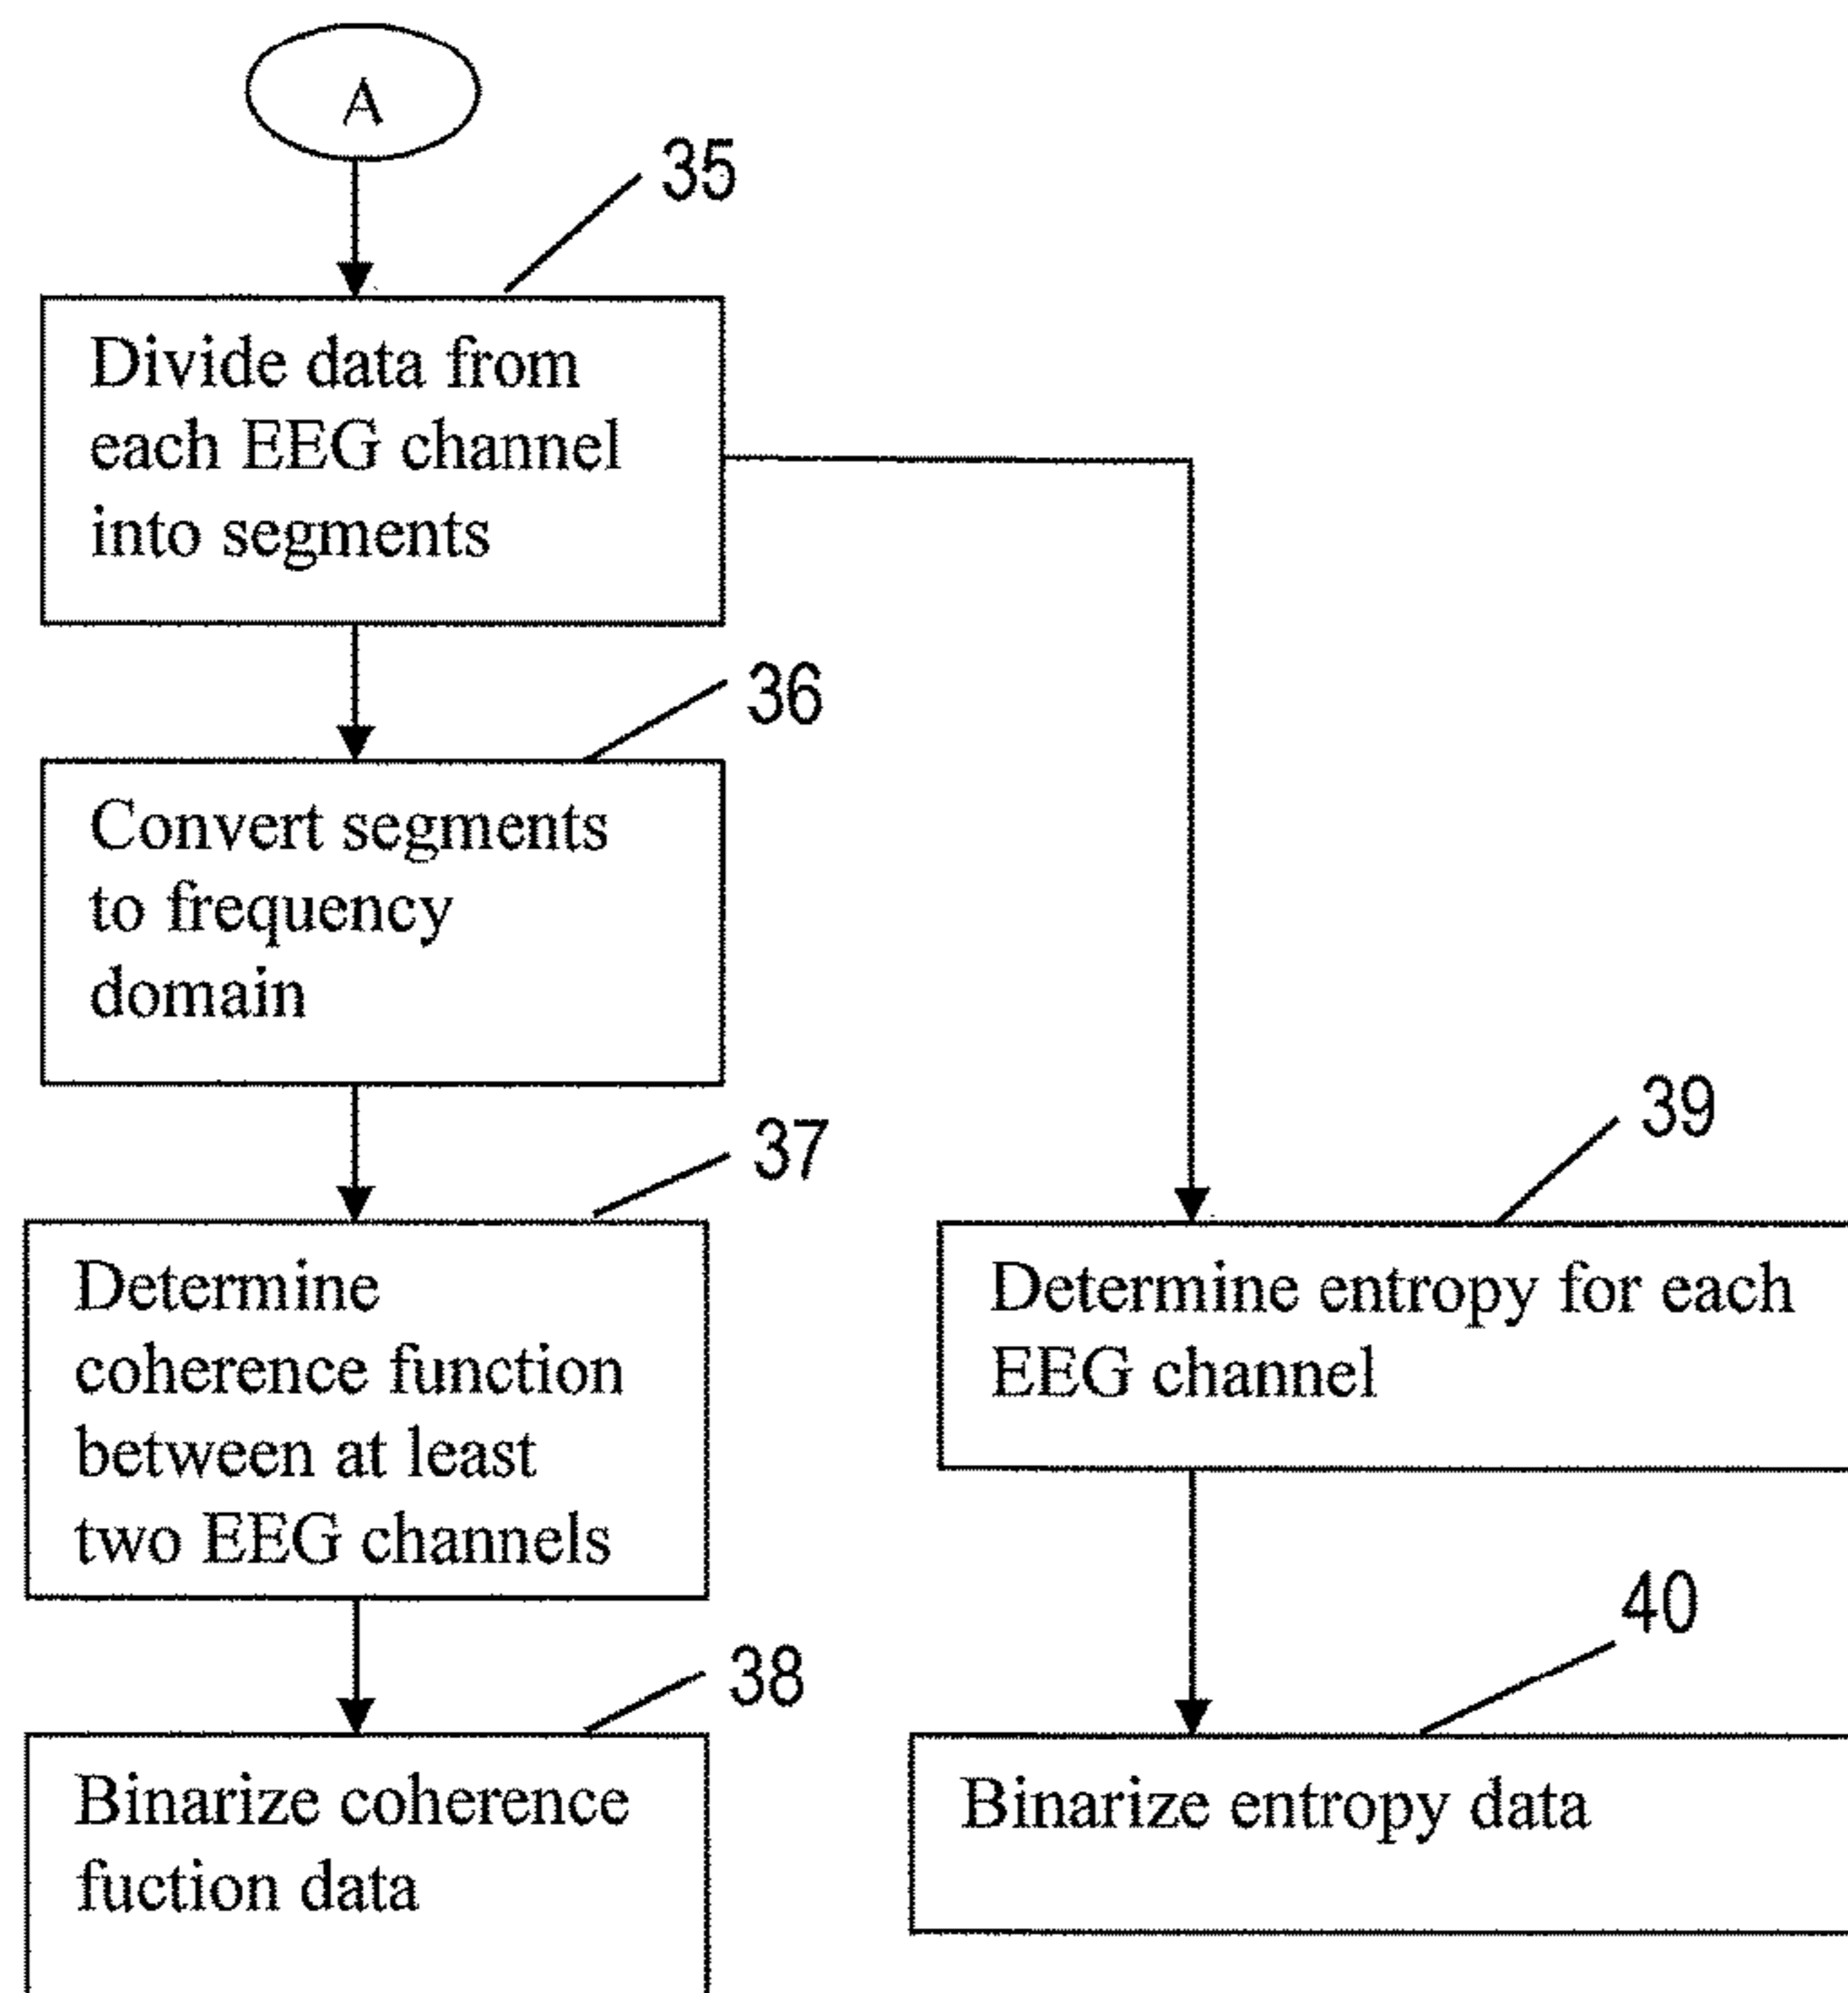 A
35
Divide data from
each EEG channel
into segments
36
Convert segments
to frequency
domain
37
Determine
coherence function
between at least
two EEG channels
38
Binarize coherence
fuction data
39
Determine entropy for each
EEG channel
40
Binarize entropy data